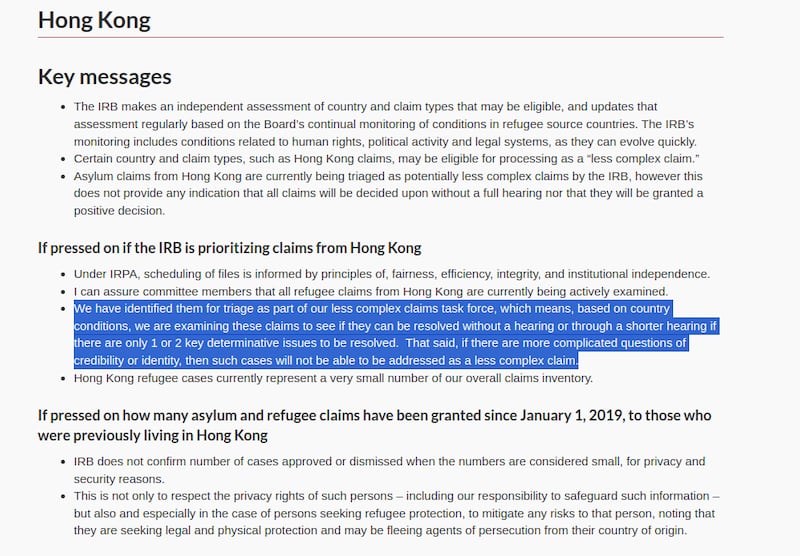 Hong Kong
Key messages
• The IRB makes an independent assessment of country and claim types that may be eligible, and updates that
assessment regularly based on the Board's continual monitoring of conditions in refugee source countries. The IRB's
monitoring includes conditions related to human rights, political activity and legal systems, as they can evolve quickly.
• Certain country and claim types, such as Hong Kong claims, may be eligible for processing as a “less complex claim.”
• Asylum claims from Hong Kong are currently being triaged as potentially less complex claims by the IRB, however this
does not provide any indication that all claims will be decided upon without a full hearing nor that they will be granted a
positive decision.
If pressed on if the IRB is prioritizing claims from Hong Kong
• Under IRPA, scheduling of files is informed by principles of, fairness, efficiency, integrity, and institutional independence.
• I can assure committee members that all refugee claims from Hong Kong are currently being actively examined.
• We have identified them for triage as part of our less complex claims task force, which means, based on country
conditions, we are examining these claims to see if they can be resolved without a hearing or through a shorter hearing if
there are only 1 or 2 key determinative issues to be resolved.  That said, if there are more complicated questions of
credibility or identity, then such cases will not be able to be addressed as a less complex claim.
• Hong Kong refugee cases currently represent a very small number of our overall claims inventory.
If pressed on how many asylum and refugee claims have been granted since January 1, 2019, to those who
were previously living in Hong Kong
• IRB does not confirm number of cases approved or dismissed when the numbers are considered small, for privacy and
security reasons.
• This is not only to respect the privacy rights of such persons – including our responsibility to safeguard such information –
but also and especially in the case of persons seeking refugee protection, to mitigate any risks to that person, noting that
they are seeking legal and physical protection and may be fleeing agents of persecution from their country of origin.